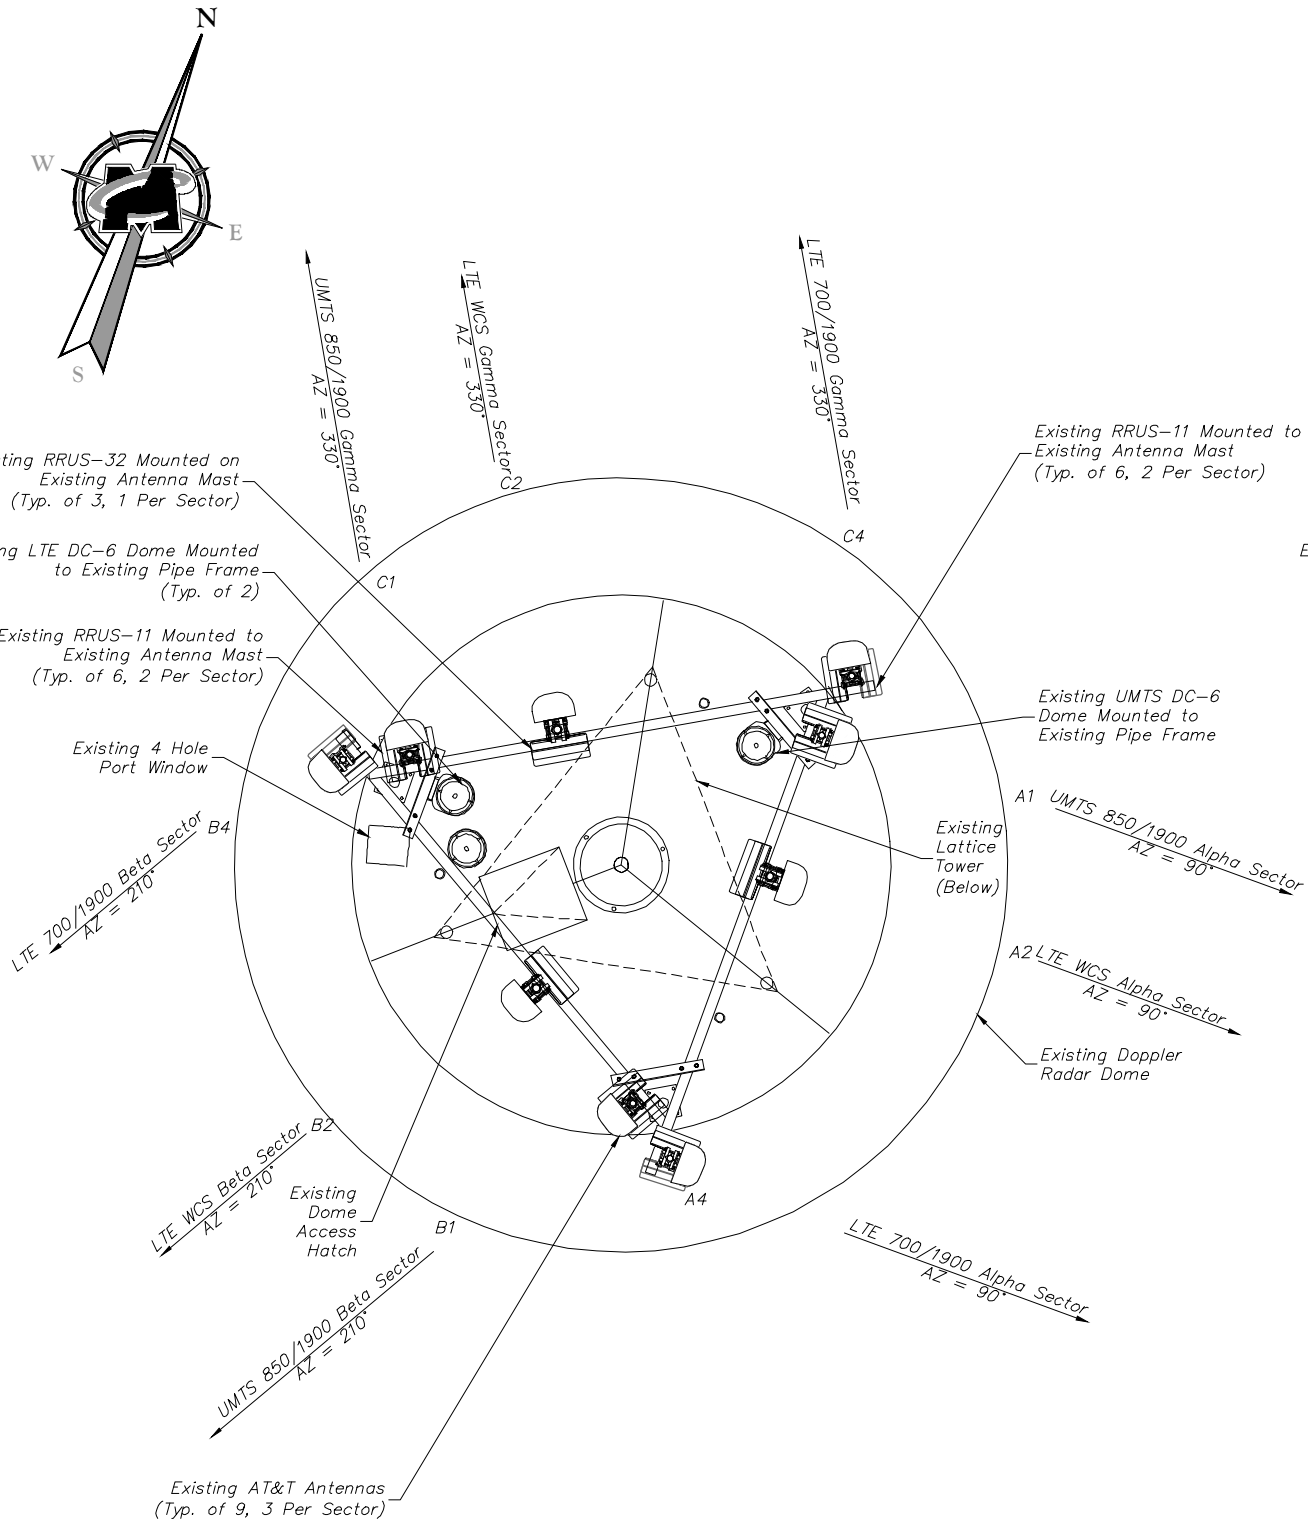 N
W
E
S
UMTS 850/1900 Gamma Sector
AZ = 330°
LTE WCS Gamma Sector
AZ = 330°
LTE 700/1900 Gamma Sector
AZ = 330°
Existing RRUS-11 Mounted to
Existing Antenna Mast
(Typ. of 6, 2 Per Sector)
ting RRUS-32 Mounted on
Existing Antenna Mast
(Typ. of 3, 1 Per Sector)
C2
C4
E
ng LTE DC-6 Dome Mounted
to Existing Pipe Frame
(Typ. of 2)
C1
Existing RRUS-11 Mounted to
Existing Antenna Mast
(Typ. of 6, 2 Per Sector)
Existing UMTS DC-6
Dome Mounted to
Existing Pipe Frame
Existing 4 Hole
Port Window
B4
LTE 700/1900 Beta Sector
AZ = 210°
A1
UMTS 850/1900 Alpha Sector
AZ = 90°
Existing
Lattice
Tower
(Below)
A2
LTE WCS Alpha Sector
AZ = 90°
Existing Doppler
Radar Dome
B2
LTE WCS Beta Sector
AZ = 210°
Existing
Dome
Access
Hatch
A4
B1
LTE 700/1900 Alpha Sector
AZ = 90°
UMTS 850/1900 Beta Sector
AZ = 210°
Existing AT&T Antennas
(Typ. of 9, 3 Per Sector)